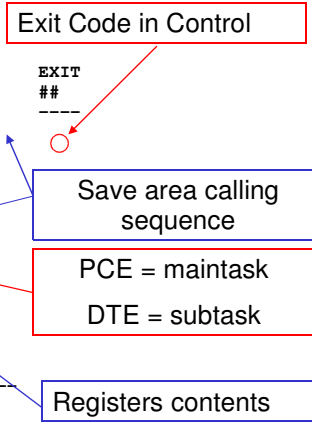 Exit Code in Control
EXIT
##
----
Save area calling
sequence
PCE = maintask
DTE = subtask
Registers contents